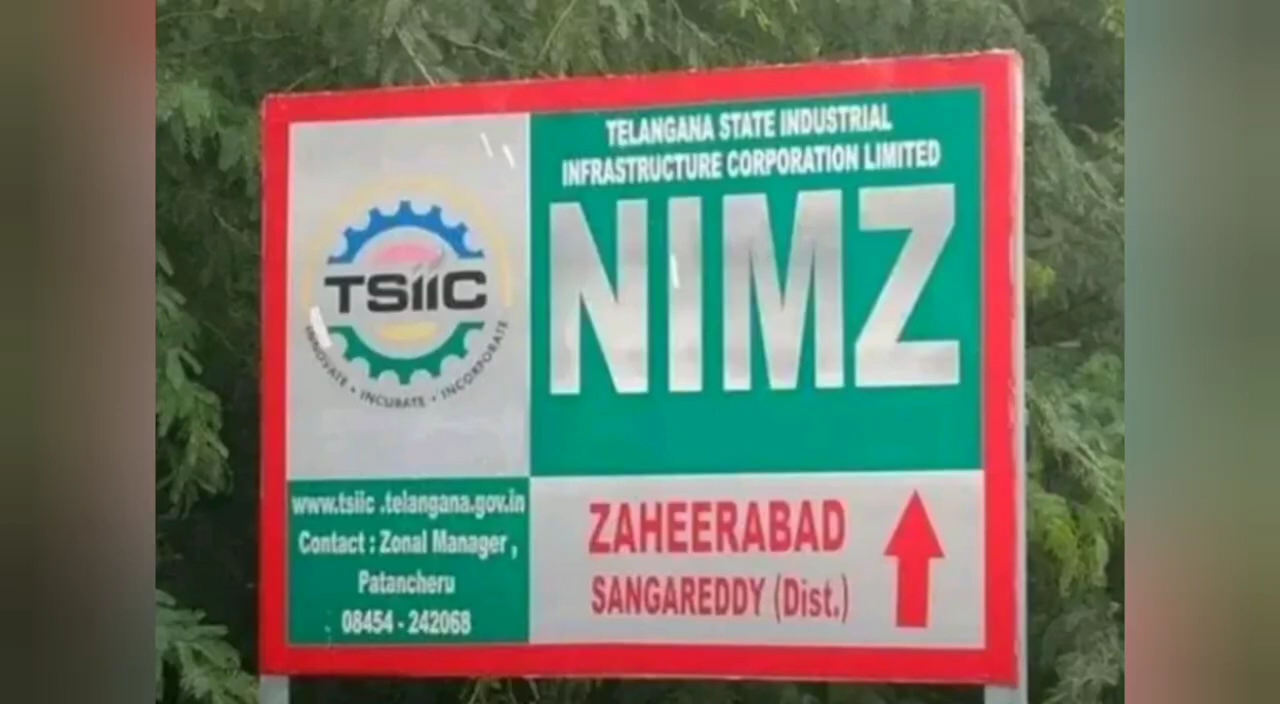 TELANGANA STATE INDUSTRIAL
INFRASTRUCTURE CORPORATION LIMITED
NIMZ
TSiiC
INNOVATE • INCUBATE • INCORPORATE
www.tsiic .telangana.gov.in
Contact : Zonal Manager ,
Patancheru
08454 - 242068
ZAHEERABAD
SANGAREDDY (Dist.)